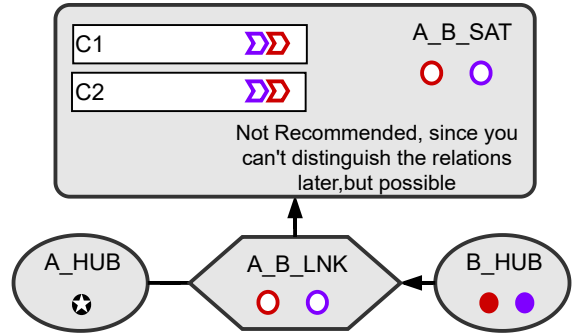 A_B_SAT
C1
C2
Not Recommended, since you
can't distinguish the relations
later,but possible
A_HUB
A_B_LNK
B_HUB